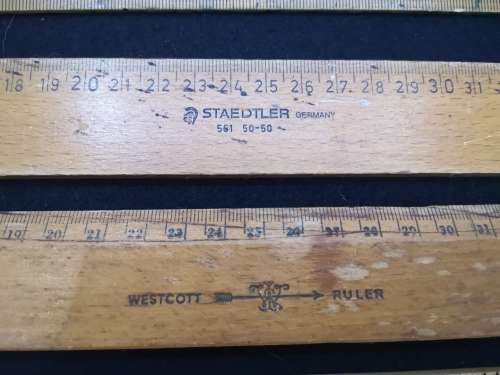 18 19 20 21 22 23 24 25 26 27 28 29 30 31
STAEDTLER GERMANY
561 50-50
19 20 21 22 23 24 25 26 27 28 29 30 31
WESTCOTT RULER